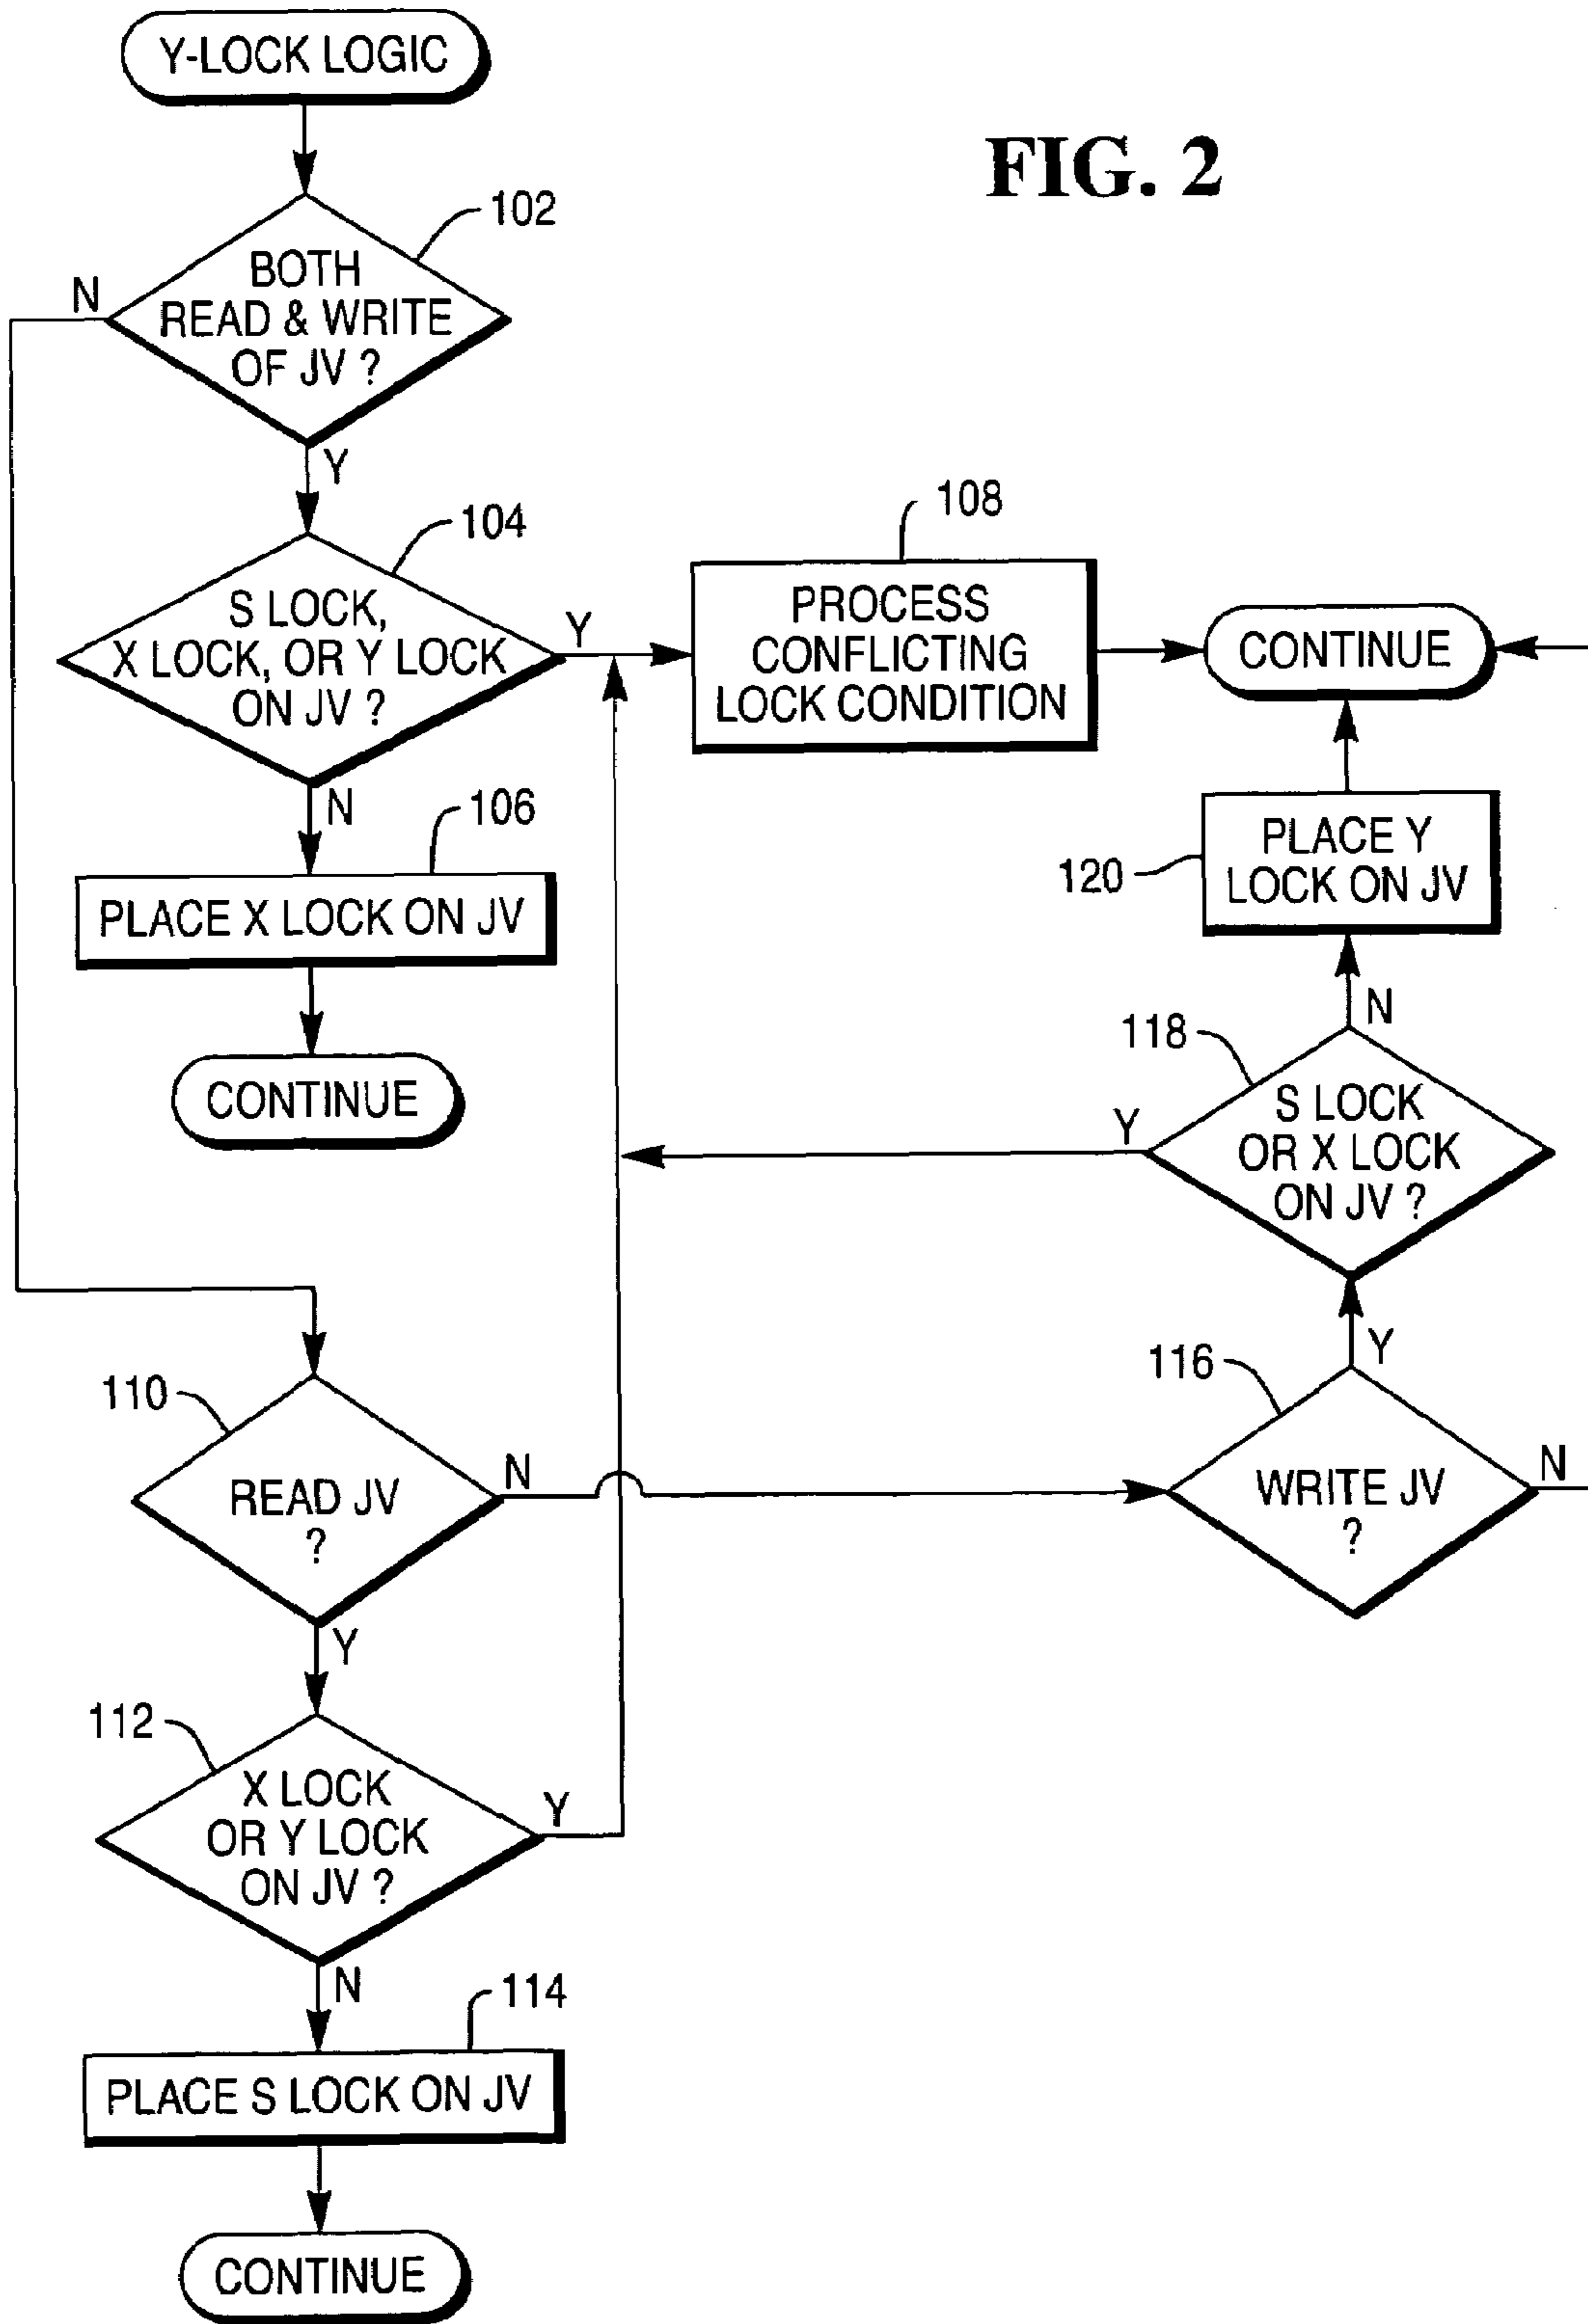 Y-LOCK LOGIC
FIG. 2
102
BOTH
READ & WRITE
OF JV ?
N
Y
104
S LOCK,
X LOCK, OR Y LOCK
ON JV ?
Y
N
108
PROCESS
CONFLICTING
LOCK CONDITION
CONTINUE
106
PLACE X LOCK ON JV
CONTINUE
120
PLACE Y
LOCK ON JV
N
118
S LOCK
OR X LOCK
ON JV ?
Y
Y
116
WRITE JV
?
N
110
READ JV
?
N
Y
112
X LOCK
OR Y LOCK
ON JV ?
Y
N
114
PLACE S LOCK ON JV
CONTINUE